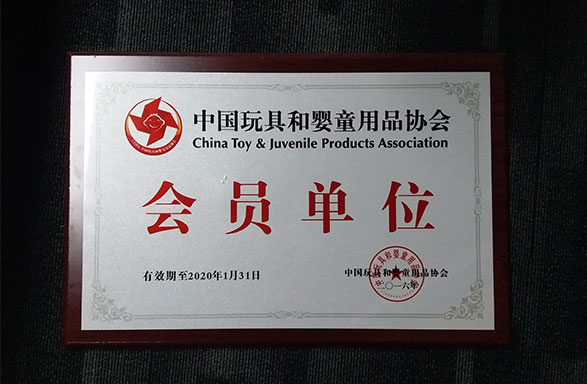 中国玩具和婴童用品协会
China Toy & Juvenile Products Association
会员单位
有效期至2020年1月31日
中国玩具和婴童用品协会
二〇一六年